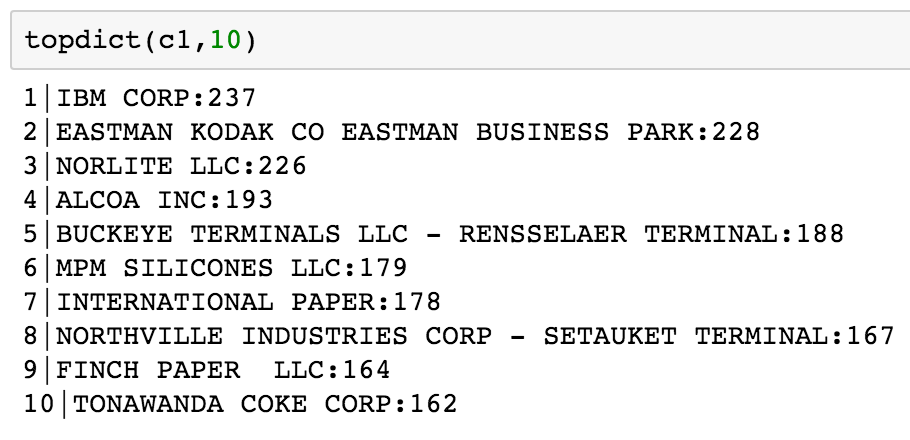 topdict(c1,10)
1|IBM CORP:237
2|EASTMAN KODAK CO EASTMAN BUSINESS PARK:228
3|NORLITE LLC:226
4|ALCOA INC:193
5|BUCKEYE TERMINALS LLC - RENSSELAER TERMINAL:188
6|MPM SILICONES LLC:179
7|INTERNATIONAL PAPER:178
8|NORTHVILLE INDUSTRIES CORP - SETAUKET TERMINAL:167
9|FINCH PAPER  LLC:164
10|TONAWANDA COKE CORP:162